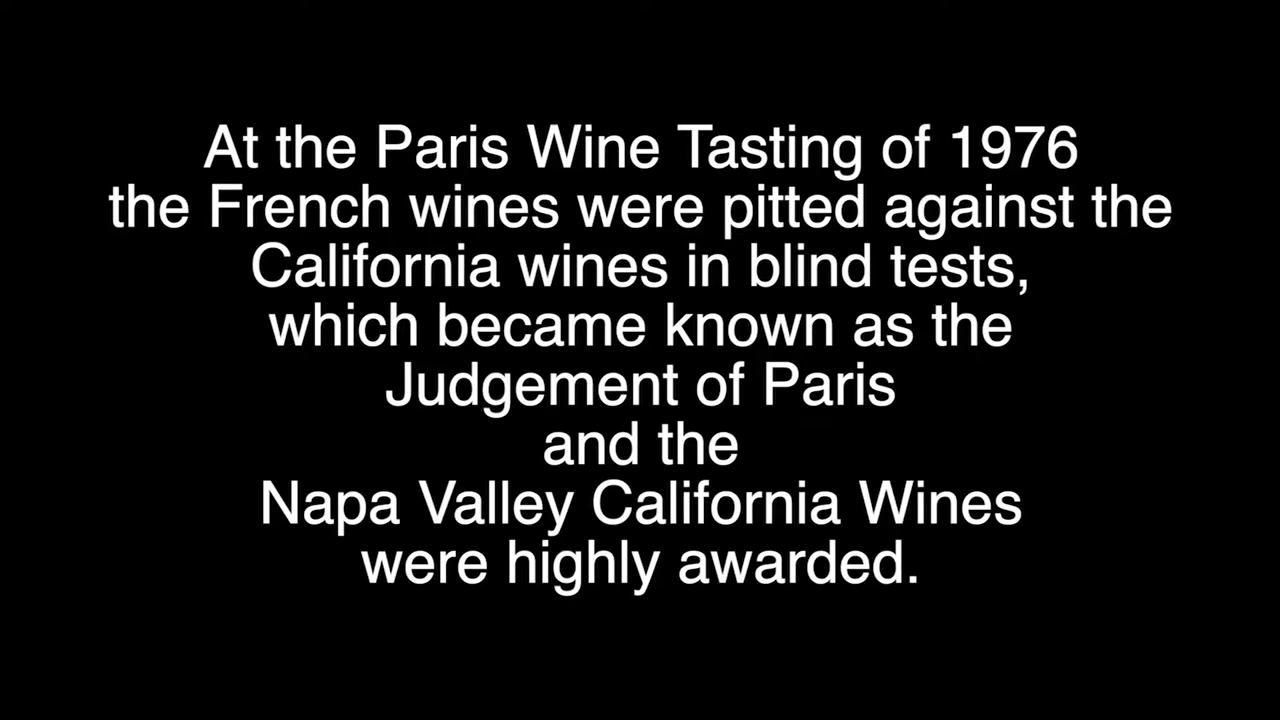 At the Paris Wine Tasting of 1976
the French wines were pitted against the
California wines in blind tests,
which became known as the
Judgement of Paris
and the
Napa Valley California Wines
were highly awarded.